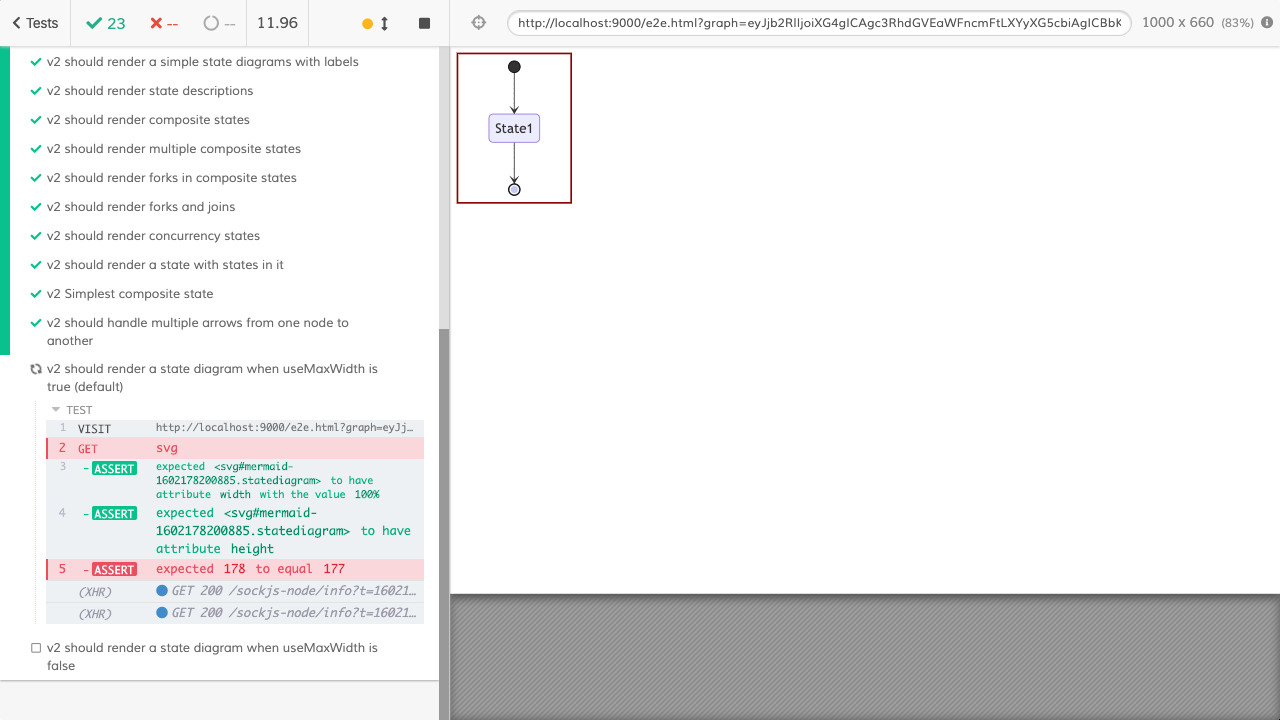 Tests
23
--
--
11.96
http://localhost:9000/e2e.html?graph=eyJjb2RlIjoiXG4gICAgc3RhdGVEaWFncmFtLXYyXG5cbiAgICBbK
1000 x 660 (83%)
v2 should render a simple state diagrams with labels
v2 should render state descriptions
v2 should render composite states
v2 should render multiple composite states
v2 should render forks in composite states
v2 should render forks and joins
v2 should render concurrency states
v2 should render a state with states in it
v2 Simplest composite state
v2 should handle multiple arrows from one node to
another
v2 should render a state diagram when useMaxWidth is
true (default)
TEST
1 VISIT http://localhost:9000/e2e.html?graph=eyJj…
2 GET svg
3 -ASSERT expected <svg#mermaid-
1602178200885.statediagram> to have
attribute width with the value 100%
4 -ASSERT expected <svg#mermaid-
1602178200885.statediagram> to have
attribute height
5 -ASSERT expected 178 to equal 177
(XHR) GET 200 /sockjs-node/info?t=16021…
(XHR) GET 200 /sockjs-node/info?t=16021…
v2 should render a state diagram when useMaxWidth is
false
State1